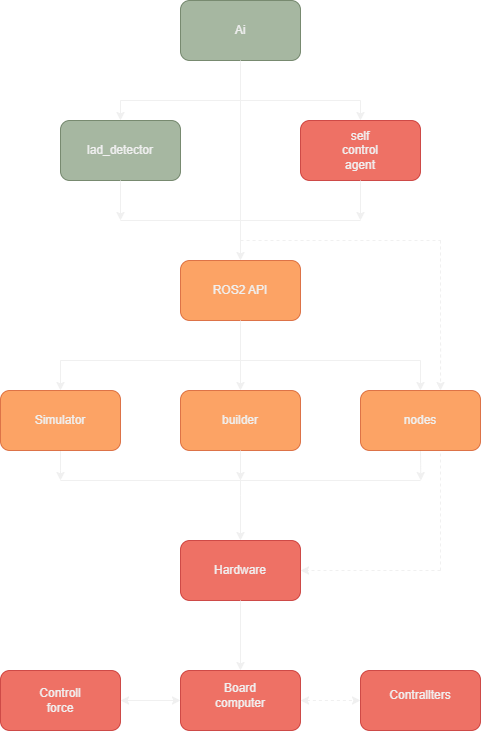 Ai
lad_detector
self
control
agent
ROS2 API
Simulator
builder
nodes
Hardware
Controll
force
Board
computer
Contrallters